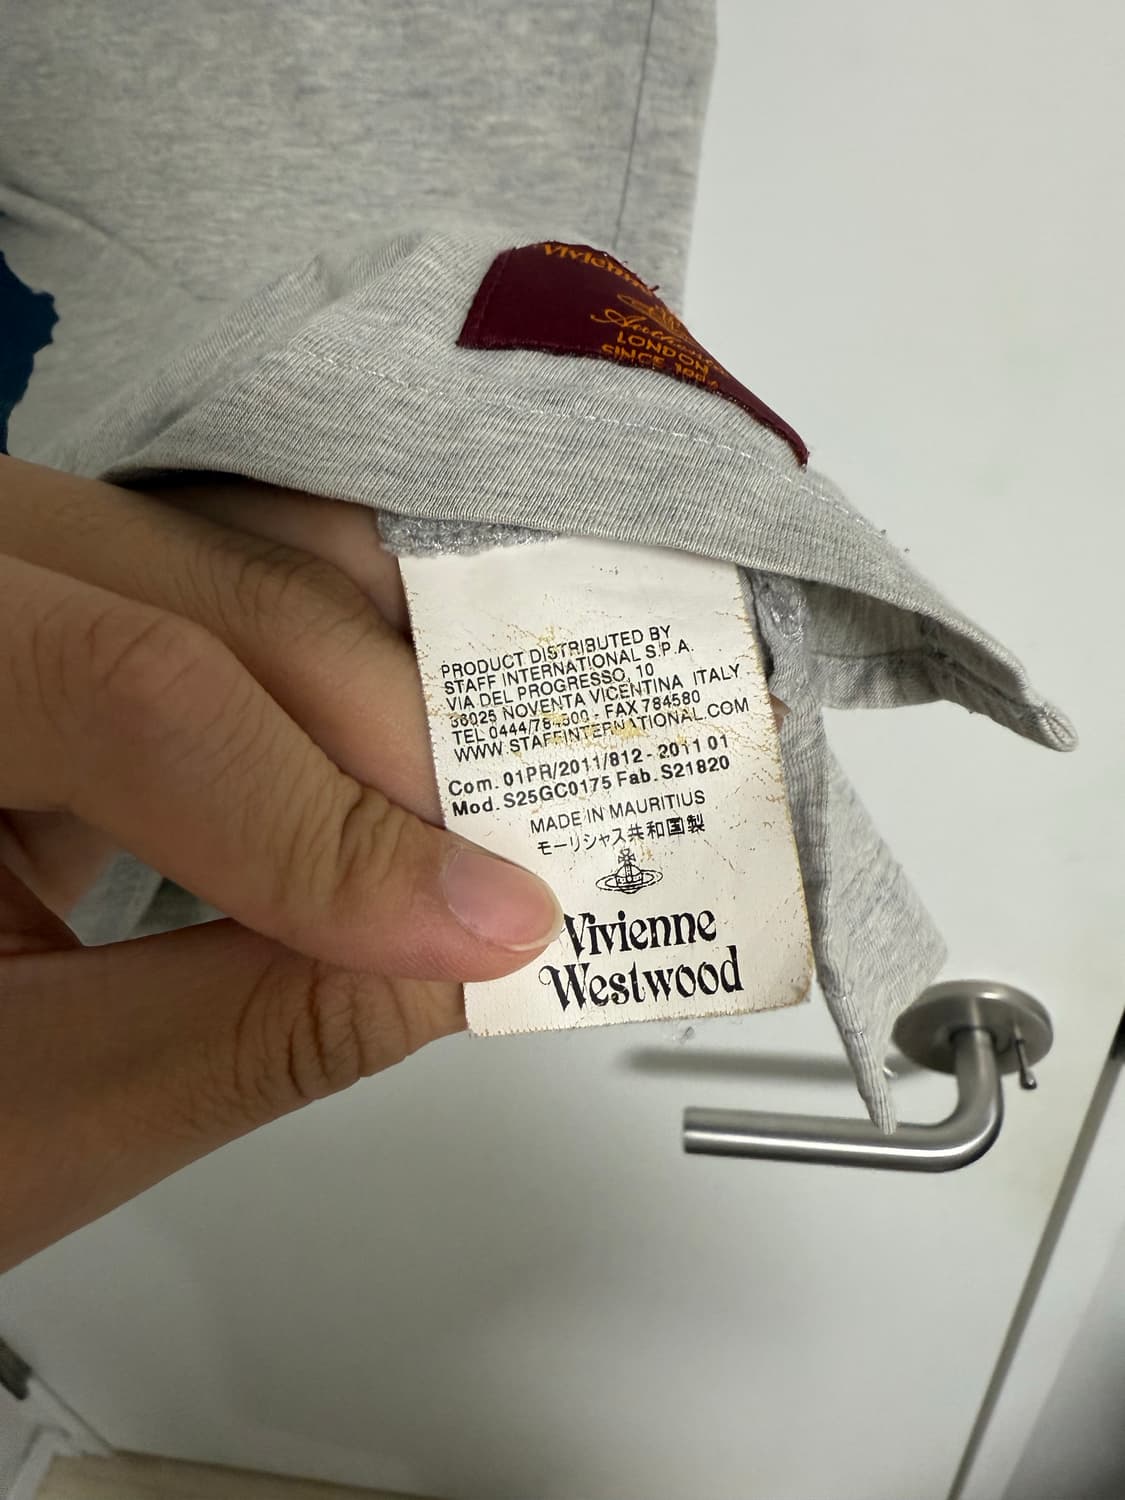 Vivienne
LONDON
SINCE
PRODUCT DISTRIBUTED BY
STAFF INTERNATIONAL S.P.A.
VIA DEL PROGRESSO, 10
36025 NOVENTA VICENTINA ITALY
TEL 0444/784500 - FAX 784580
WWW.STAFFINTERNATIONAL.COM
Com. 01PR/2011/812 - 2011 01
Mod. S25GC0175 Fab. S21820
MADE IN MAURITIUS
モーリシャス共和国製
Vivienne
Westwood